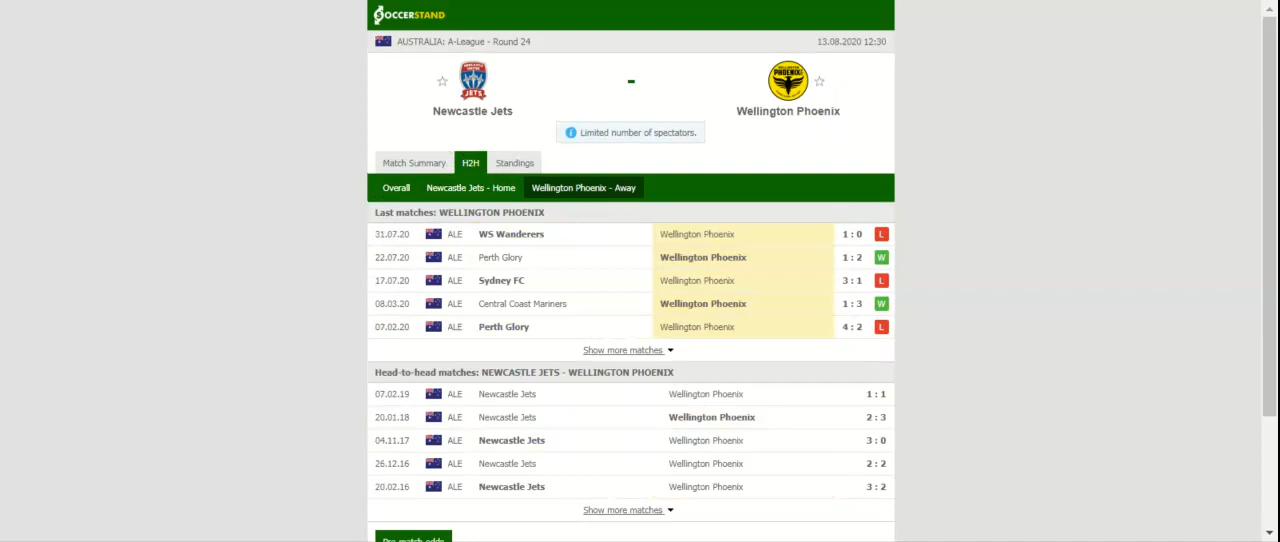 SOCCERSTAND
AUSTRALIA: A-League - Round 24 13.08.2020 12:30
Newcastle Jets - Wellington Phoenix
Limited number of spectators.
Match Summary H2H Standings
Overall Newcastle Jets - Home Wellington Phoenix - Away
Last matches: WELLINGTON PHOENIX
31.07.20 ALE WS Wanderers Wellington Phoenix 1 : 0 L
22.07.20 ALE Perth Glory Wellington Phoenix 1 : 2 W
17.07.20 ALE Sydney FC Wellington Phoenix 3 : 1 L
08.03.20 ALE Central Coast Mariners Wellington Phoenix 1 : 3 W
07.02.20 ALE Perth Glory Wellington Phoenix 4 : 2 L
Show more matches
Head-to-head matches: NEWCASTLE JETS - WELLINGTON PHOENIX
07.02.19 ALE Newcastle Jets Wellington Phoenix 1 : 1
20.01.18 ALE Newcastle Jets Wellington Phoenix 2 : 3
04.11.17 ALE Newcastle Jets Wellington Phoenix 3 : 0
26.12.16 ALE Newcastle Jets Wellington Phoenix 2 : 2
20.02.16 ALE Newcastle Jets Wellington Phoenix 3 : 2
Show more matches
Pre-match odds